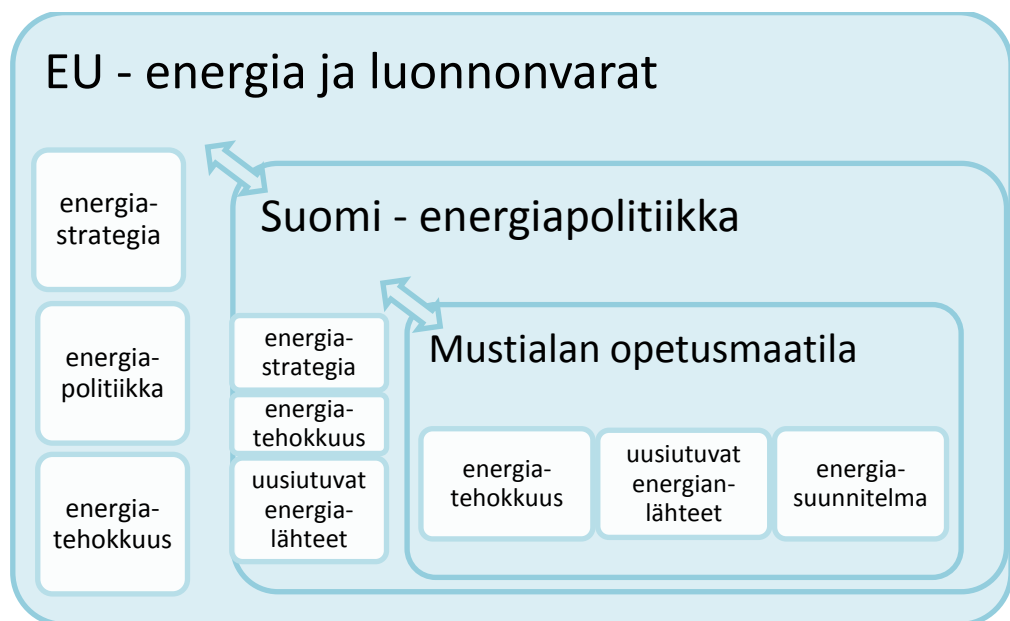 EU - energia ja luonnonvarat
energia-
strategia
energia-
politiikka
energia-
tehokkuus
Suomi - energiapolitiikka
energia-
strategia
energia-
tehokkuus
uusiutuvat
energia-
lähteet
Mustialan opetusmaatila
energia-
tehokkuus
uusiutuvat
energian-
lähteet
energia-
suunnitelma